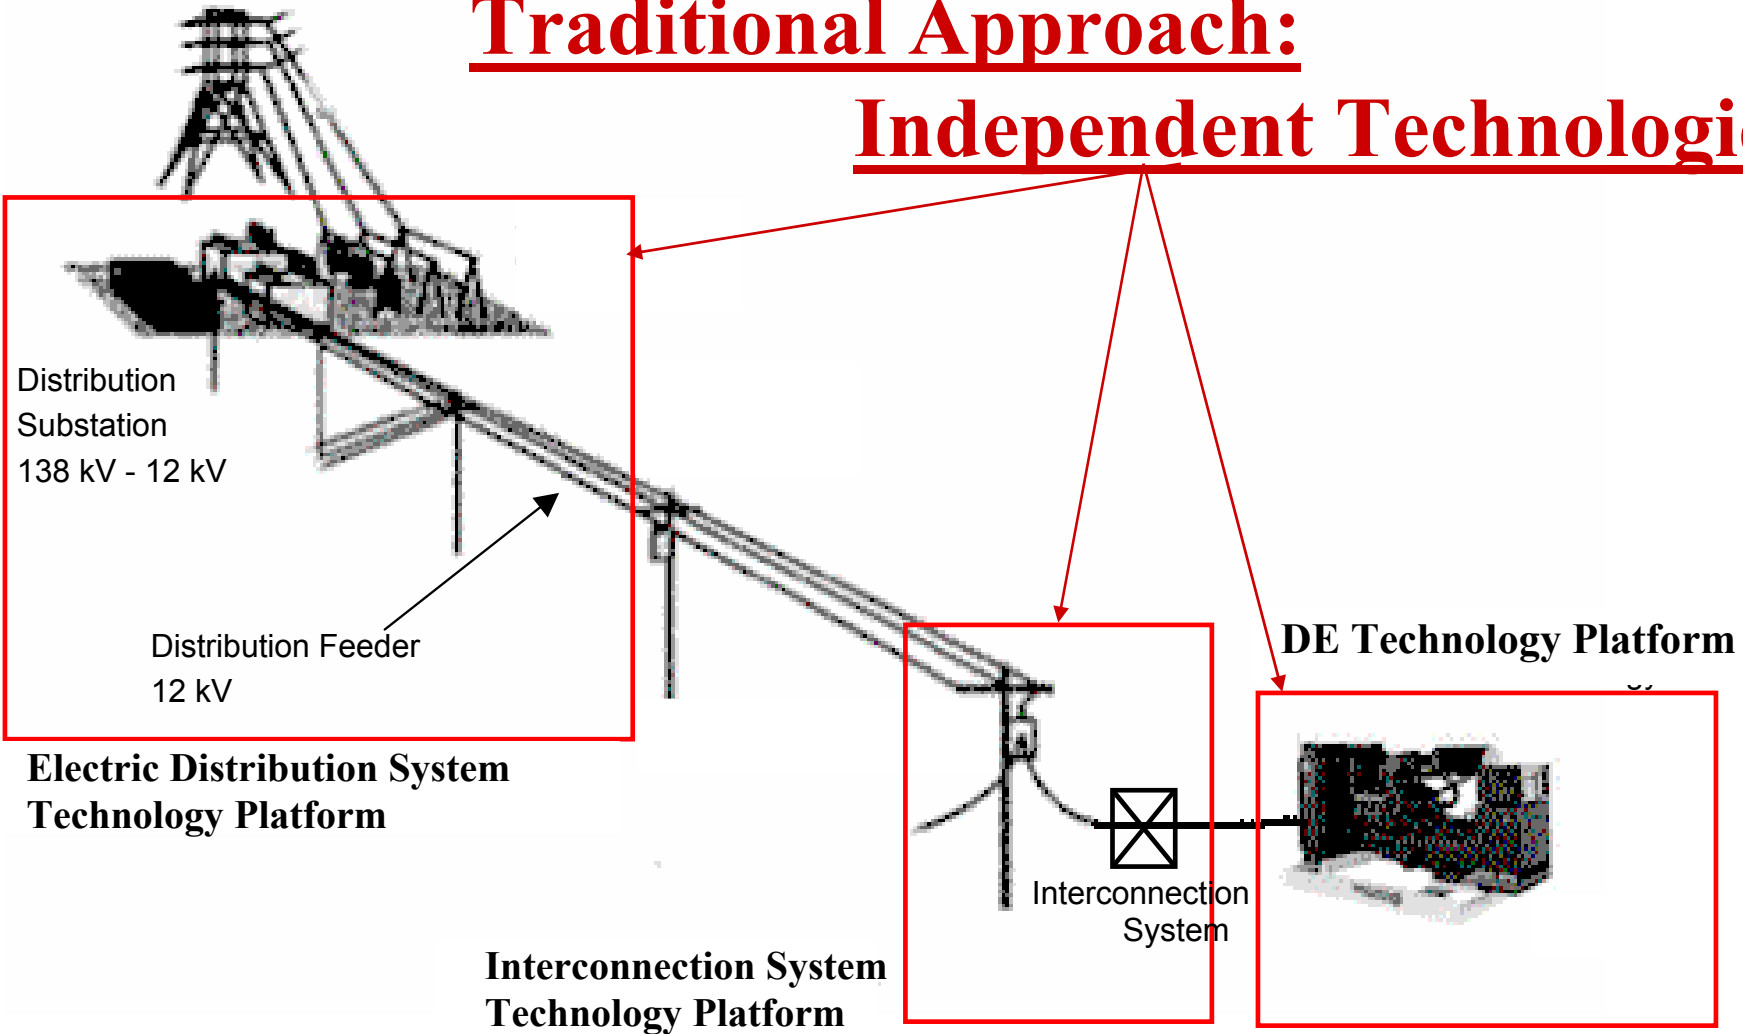 Traditional Approach:
Independent Technologi
Distribution
Substation
138 kV - 12 kV
Distribution Feeder
12 kV
Electric Distribution System
Technology Platform
DE Technology Platform
Interconnection
System
Interconnection System
Technology Platform